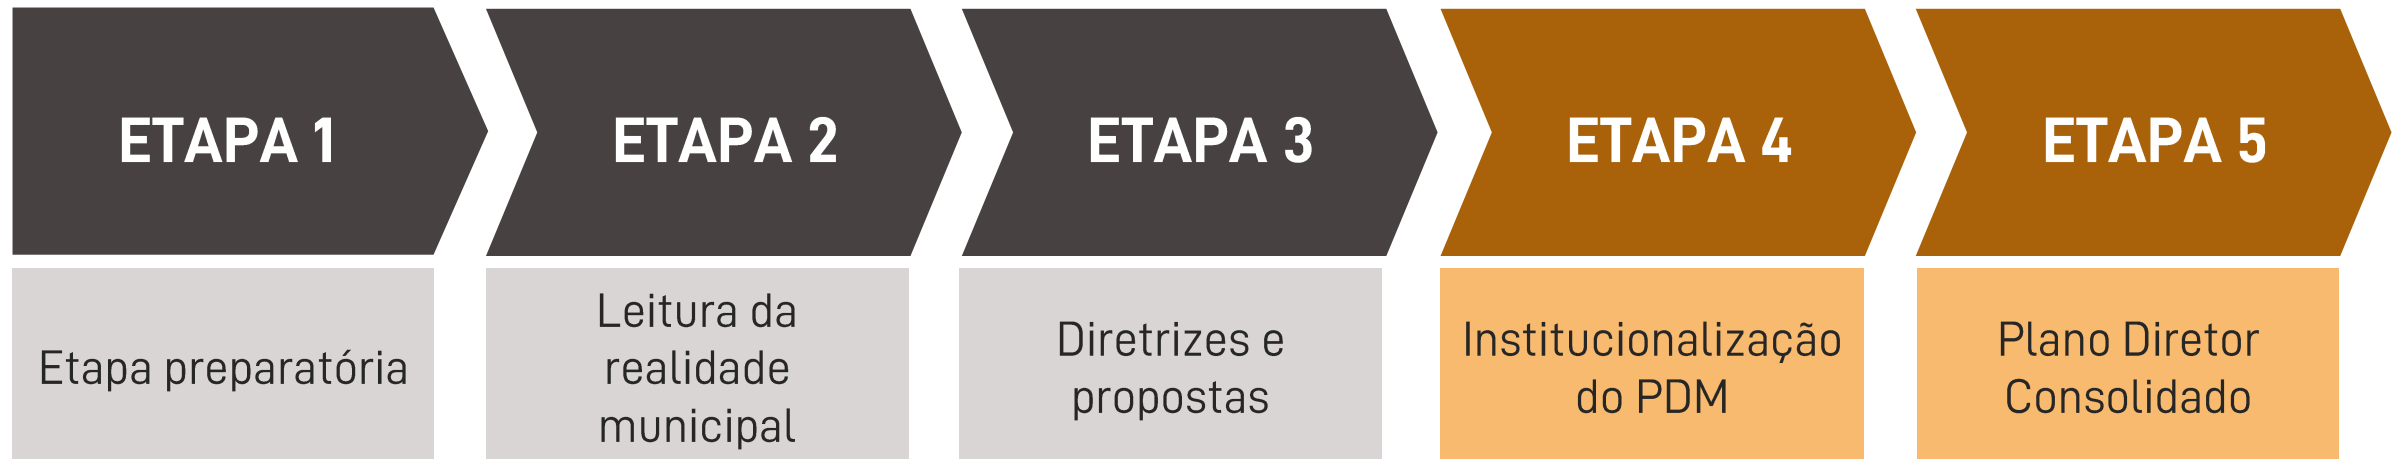 ETAPA 1
ETAPA 2
ETAPA 3
ETAPA 4
ETAPA 5
Etapa preparatória
Leitura da
realidade
municipal
Diretrizes e
propostas
Institucionalização
do PDM
Plano Diretor
Consolidado